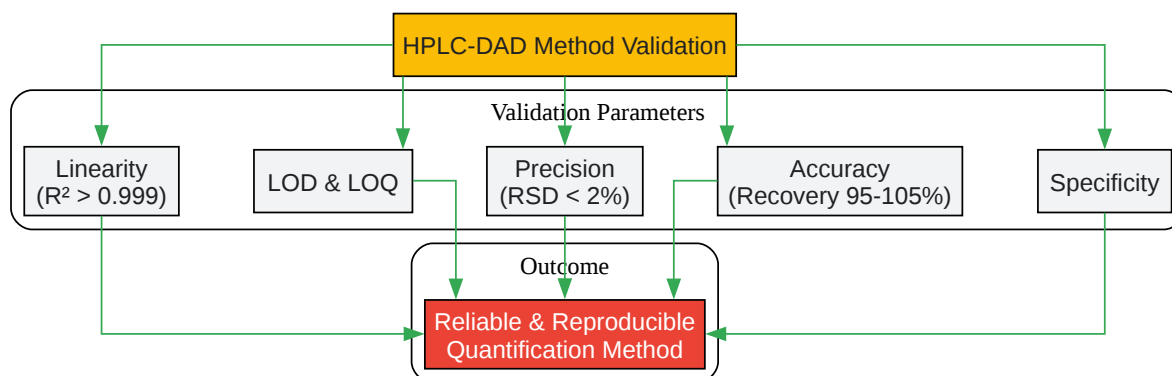 HPLC-DAD Method Validation
Validation Parameters
Linearity
(R² > 0.999)
LOD & LOQ
Precision
(RSD < 2%)
Accuracy
(Recovery 95-105%)
Specificity
Outcome
Reliable & Reproducible
Quantification Method